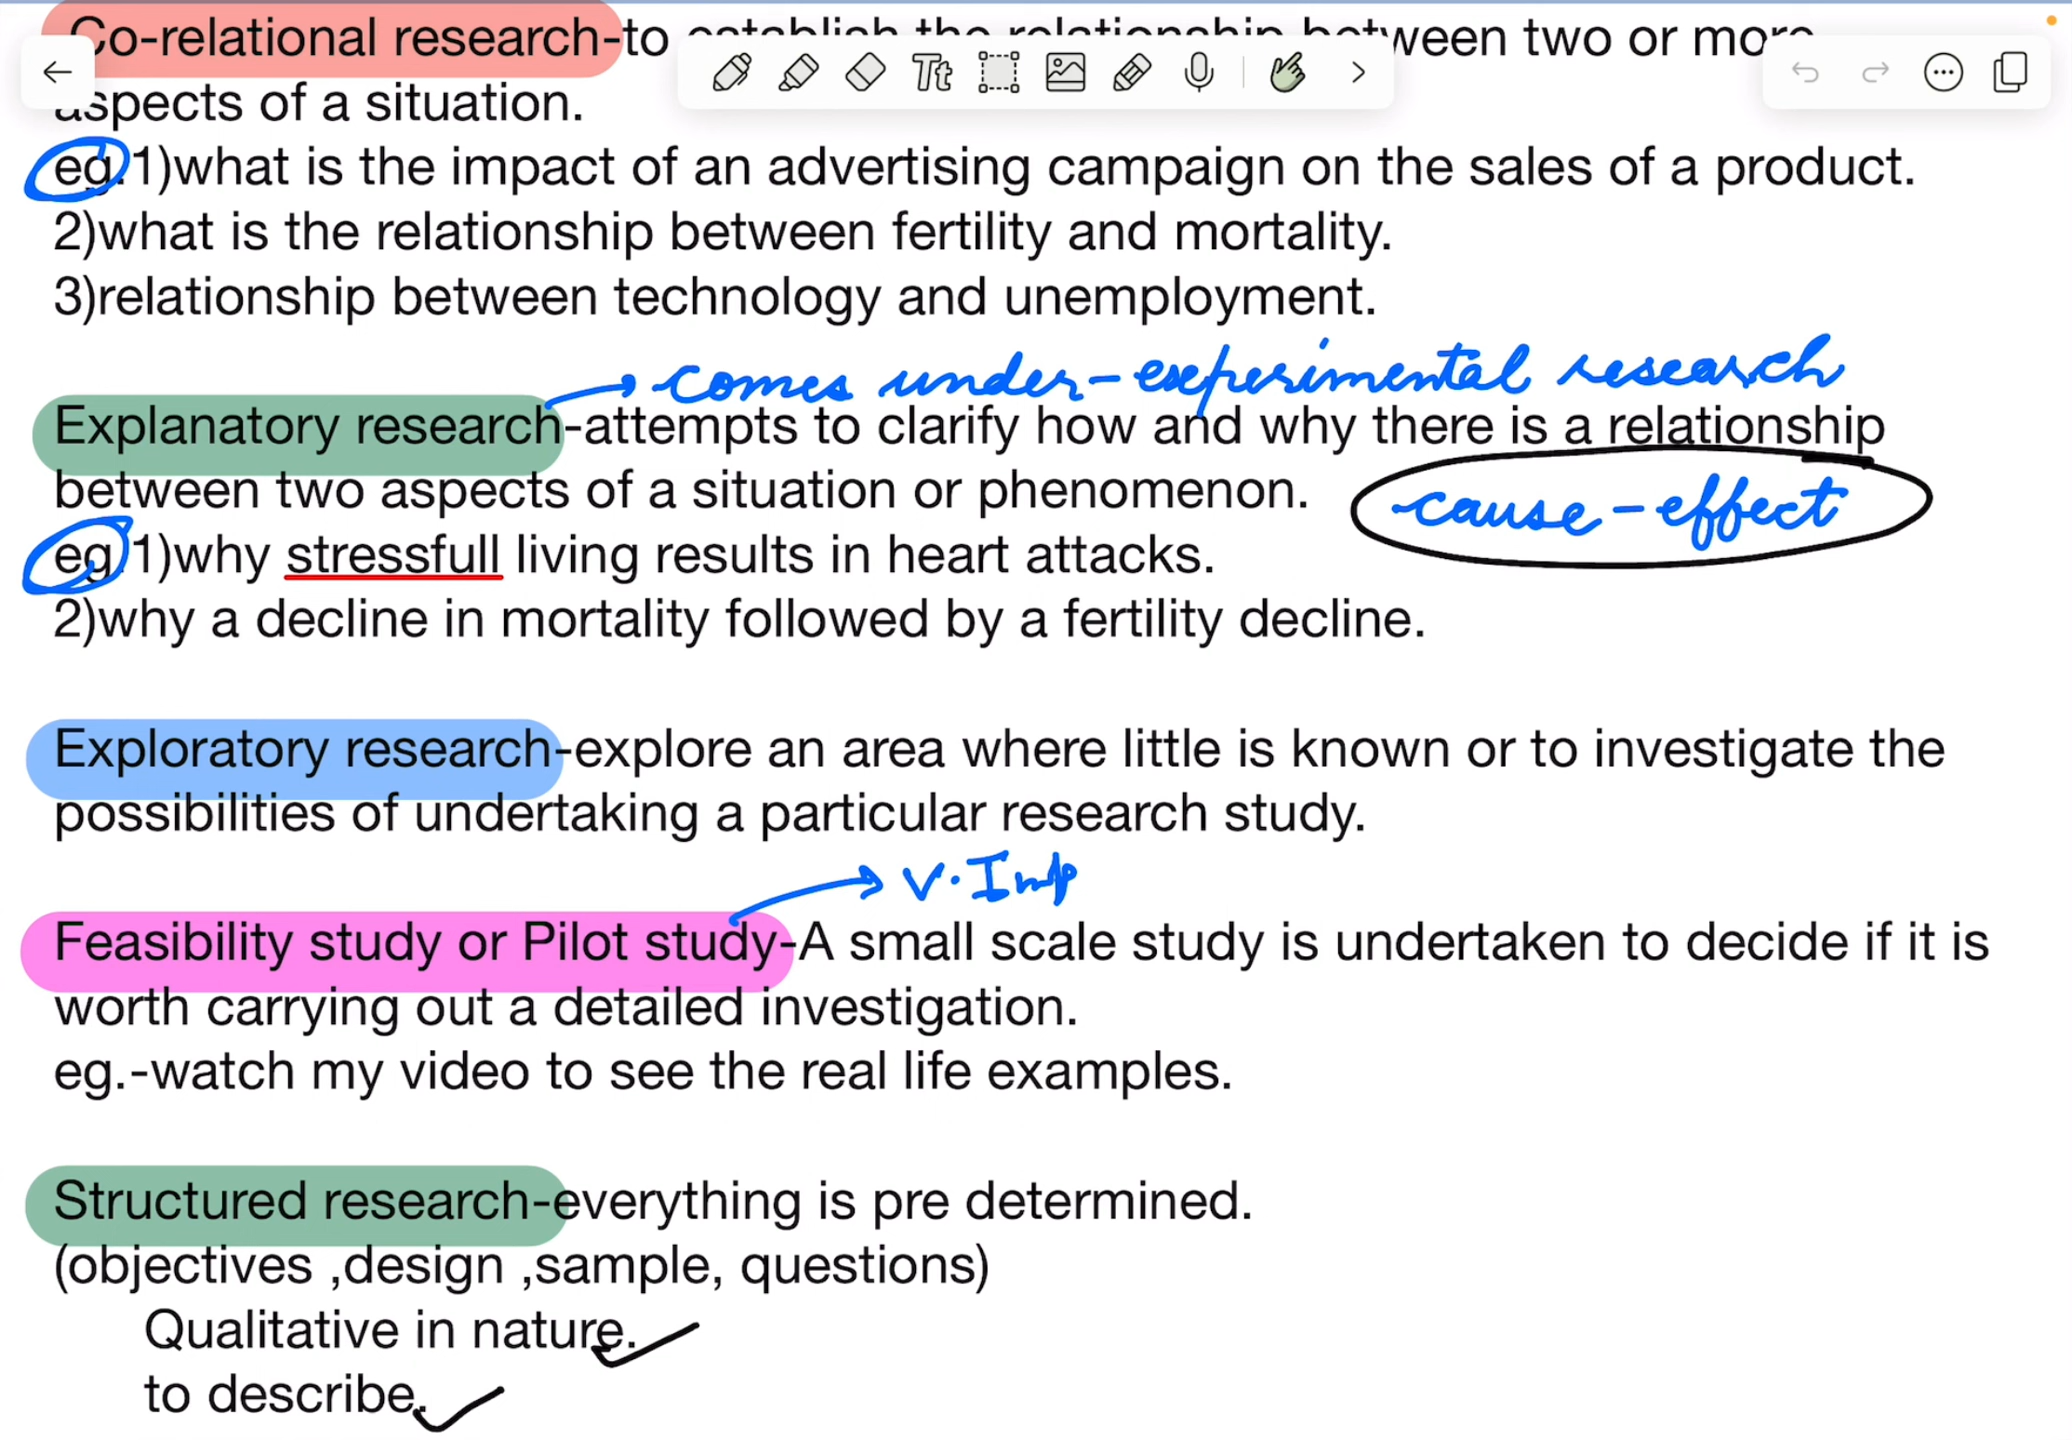 Co-relational research-to establish the relationship between two or more
aspects of a situation.
eg.1)what is the impact of an advertising campaign on the sales of a product.
2)what is the relationship between fertility and mortality.
3)relationship between technology and unemployment.
comes under-experimental research
Explanatory research-attempts to clarify how and why there is a relationship
between two aspects of a situation or phenomenon.
cause-effect
eg.1)why stressfull living results in heart attacks.
2)why a decline in mortality followed by a fertility decline.
Exploratory research-explore an area where little is known or to investigate the
possibilities of undertaking a particular research study.
V.Imp
Feasibility study or Pilot study-A small scale study is undertaken to decide if it is
worth carrying out a detailed investigation.
eg.-watch my video to see the real life examples.
Structured research-everything is pre determined.
(objectives ,design ,sample, questions)
Qualitative in nature.
to describe.